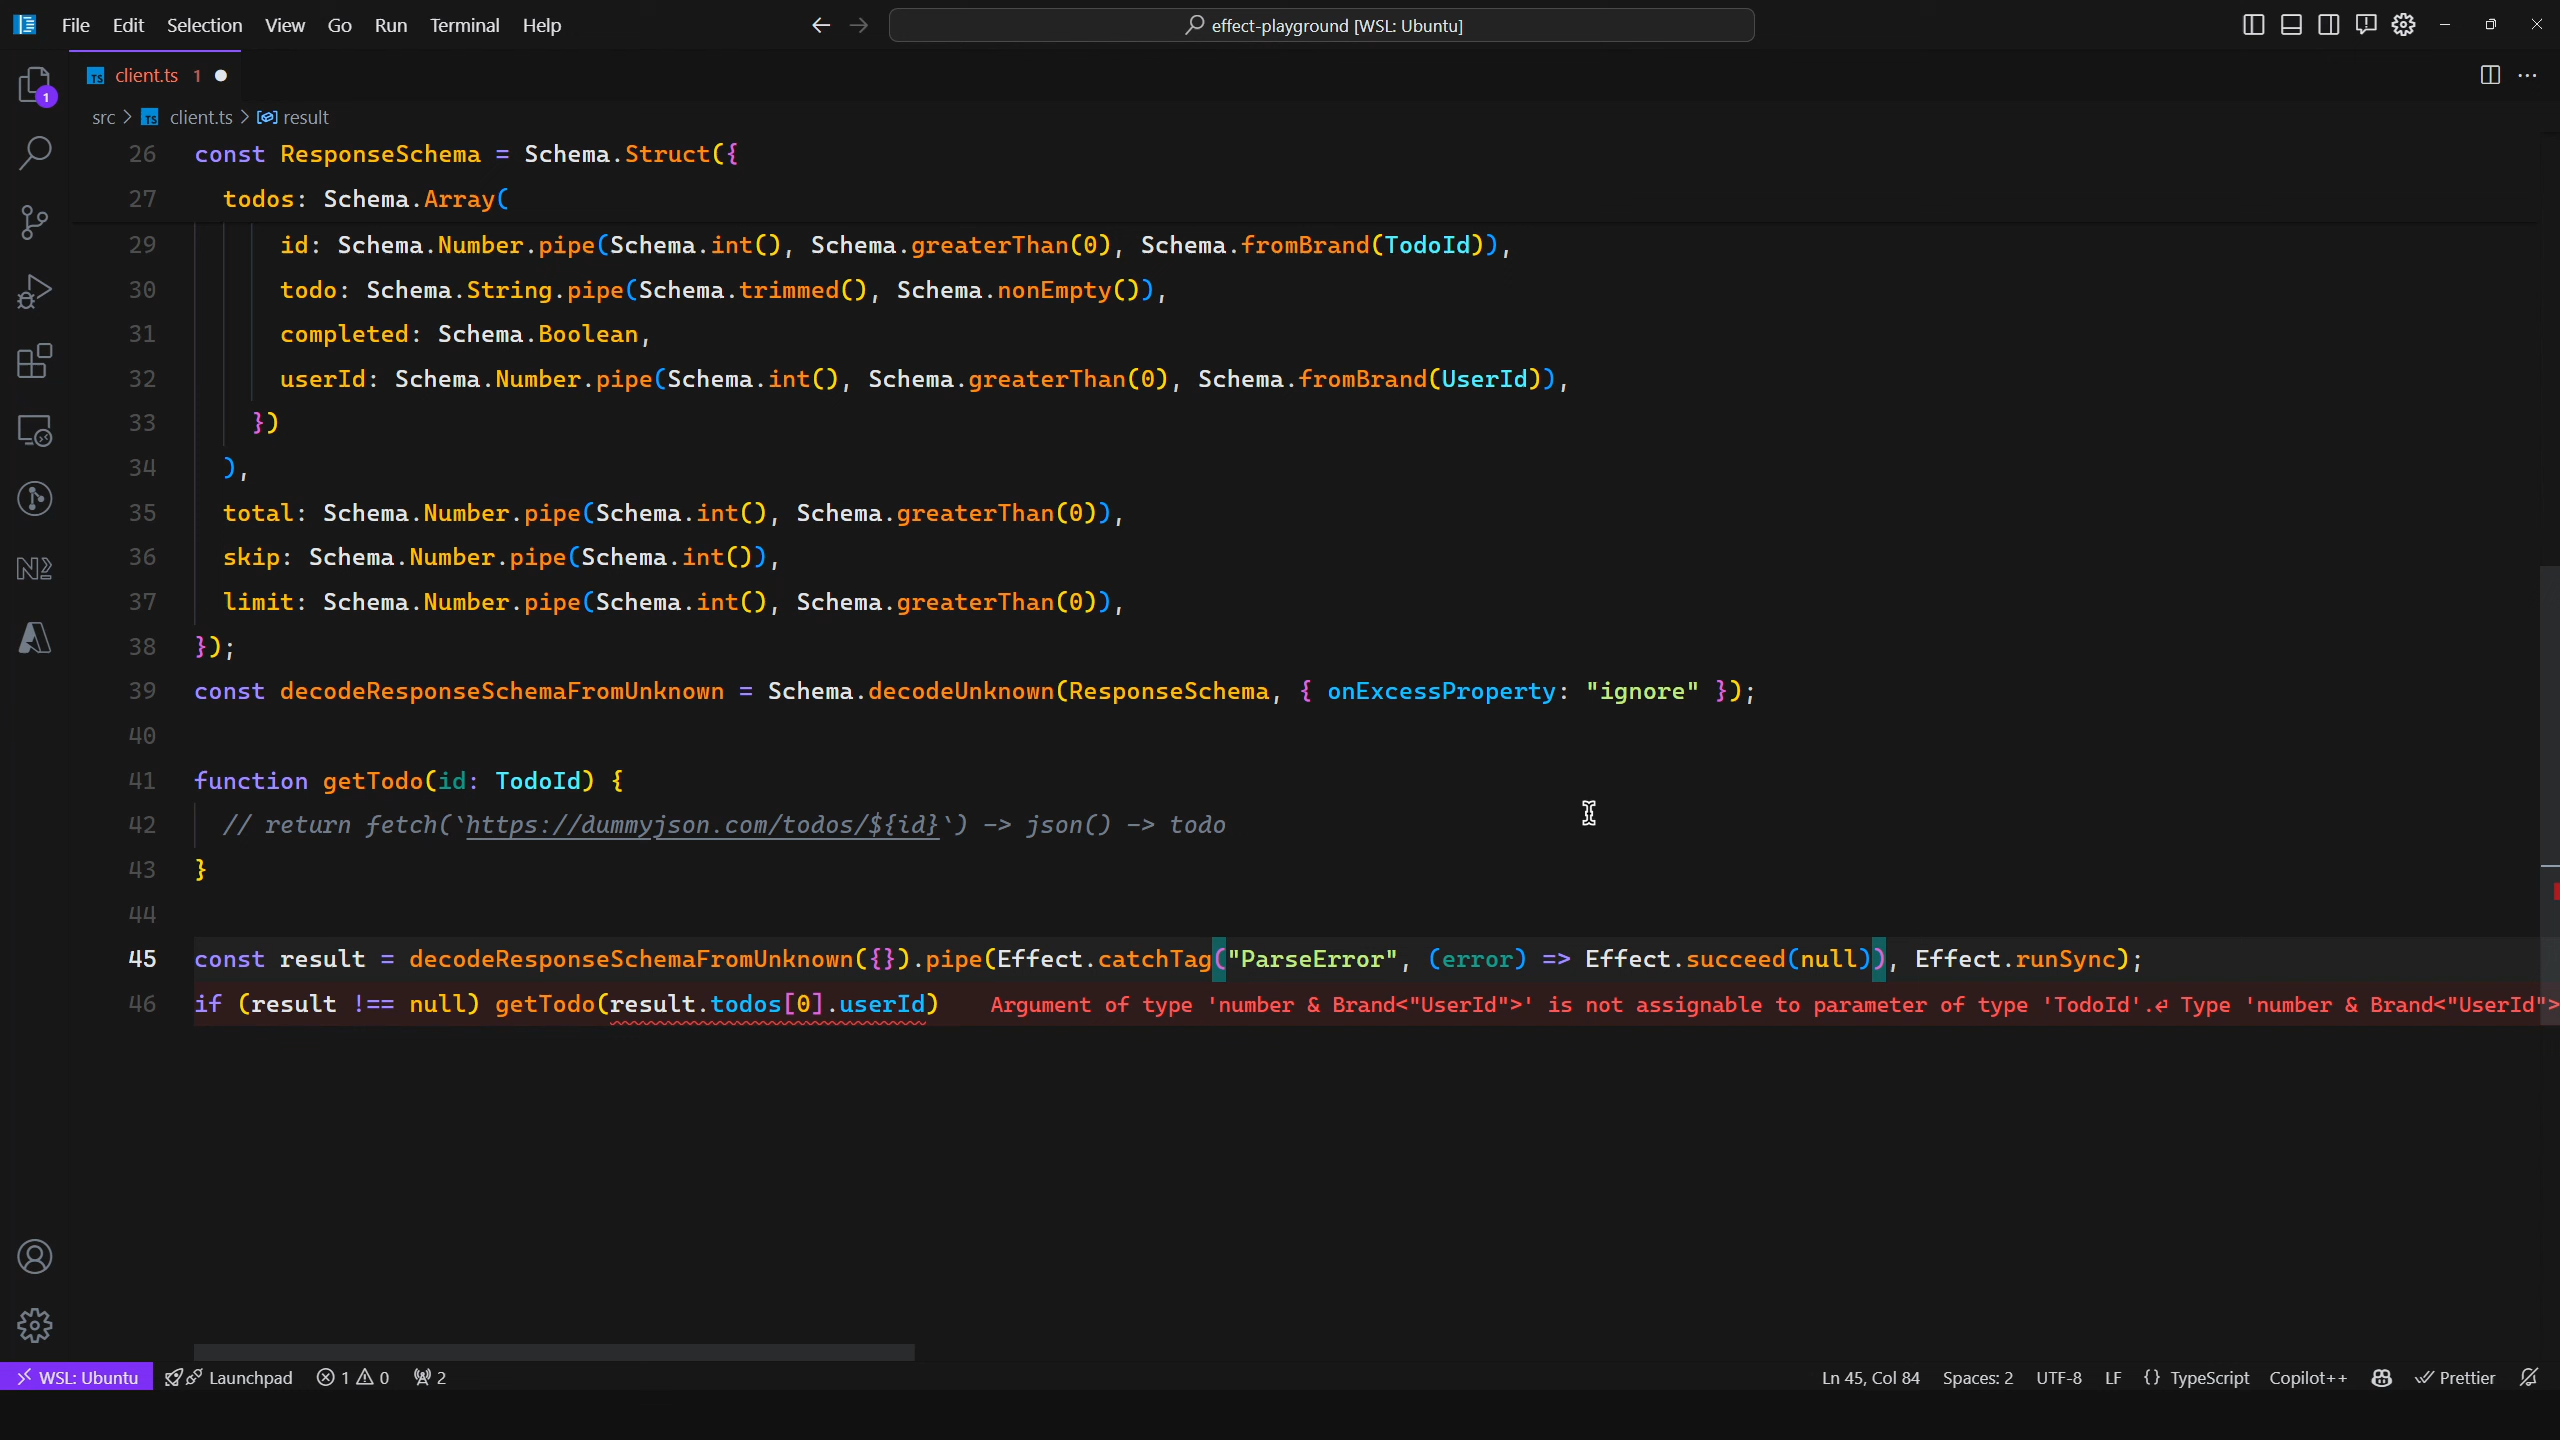 File Edit Selection View Go Run Terminal Help
effect-playground [WSL: Ubuntu]
TS client.ts 1
1
src > TS client.ts > result
26 const ResponseSchema = Schema.Struct({
27   todos: Schema.Array(
29       id: Schema.Number.pipe(Schema.int(), Schema.greaterThan(0), Schema.fromBrand(TodoId)),
30       todo: Schema.String.pipe(Schema.trimmed(), Schema.nonEmpty()),
31       completed: Schema.Boolean,
32       userId: Schema.Number.pipe(Schema.int(), Schema.greaterThan(0), Schema.fromBrand(UserId)),
33     })
34   ),
35   total: Schema.Number.pipe(Schema.int(), Schema.greaterThan(0)),
36   skip: Schema.Number.pipe(Schema.int()),
37   limit: Schema.Number.pipe(Schema.int(), Schema.greaterThan(0)),
38 });
39 const decodeResponseSchemaFromUnknown = Schema.decodeUnknown(ResponseSchema, { onExcessProperty: "ignore" });
40
41 function getTodo(id: TodoId) {
42   // return fetch(`https://dummyjson.com/todos/${id}`) -> json() -> todo
43 }
44
45 const result = decodeResponseSchemaFromUnknown({}).pipe(Effect.catchTag("ParseError", (error) => Effect.succeed(null)), Effect.runSync);
46 if (result !== null) getTodo(result.todos[0].userId) Argument of type 'number & Brand<"UserId">' is not assignable to parameter of type 'TodoId'.↵ Type 'number & Brand<"UserId">
WSL: Ubuntu Launchpad 1 0 2 Ln 45, Col 84 Spaces: 2 UTF-8 LF {} TypeScript Copilot++ Prettier